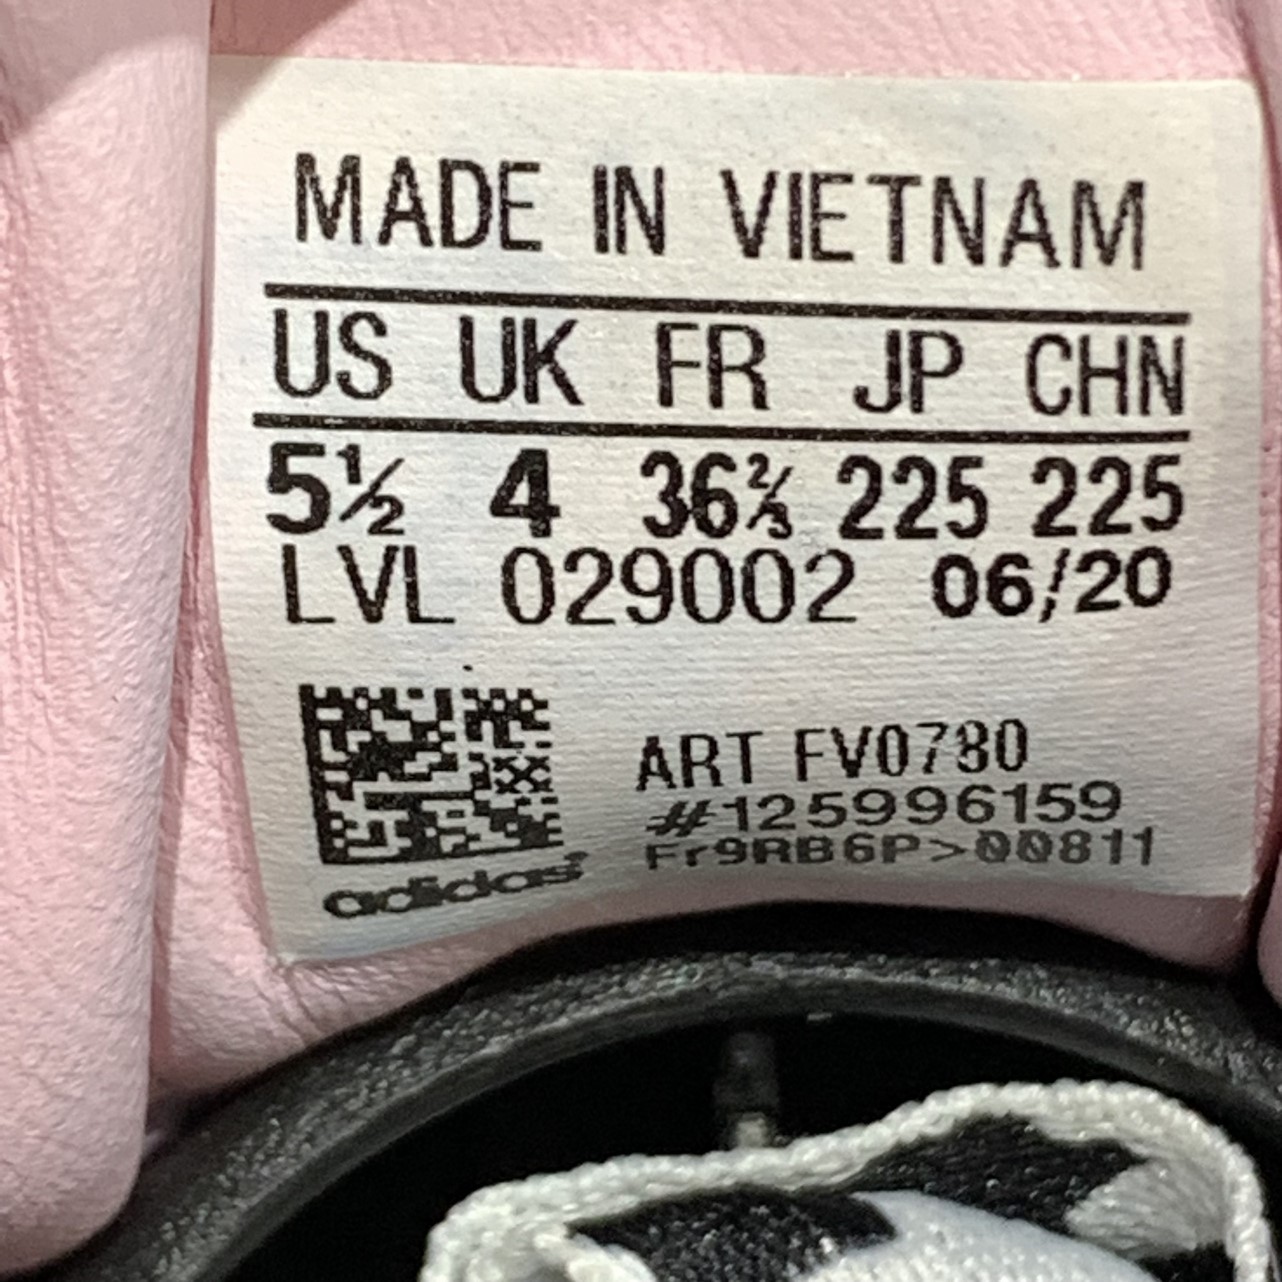 MADE IN VIETNAM
US UK FR JP CHN
5½ 4 36⅔ 225 225
LVL 029002 06/20
ART FV0780
#125996159
Fr9RB6P>00811
adidas